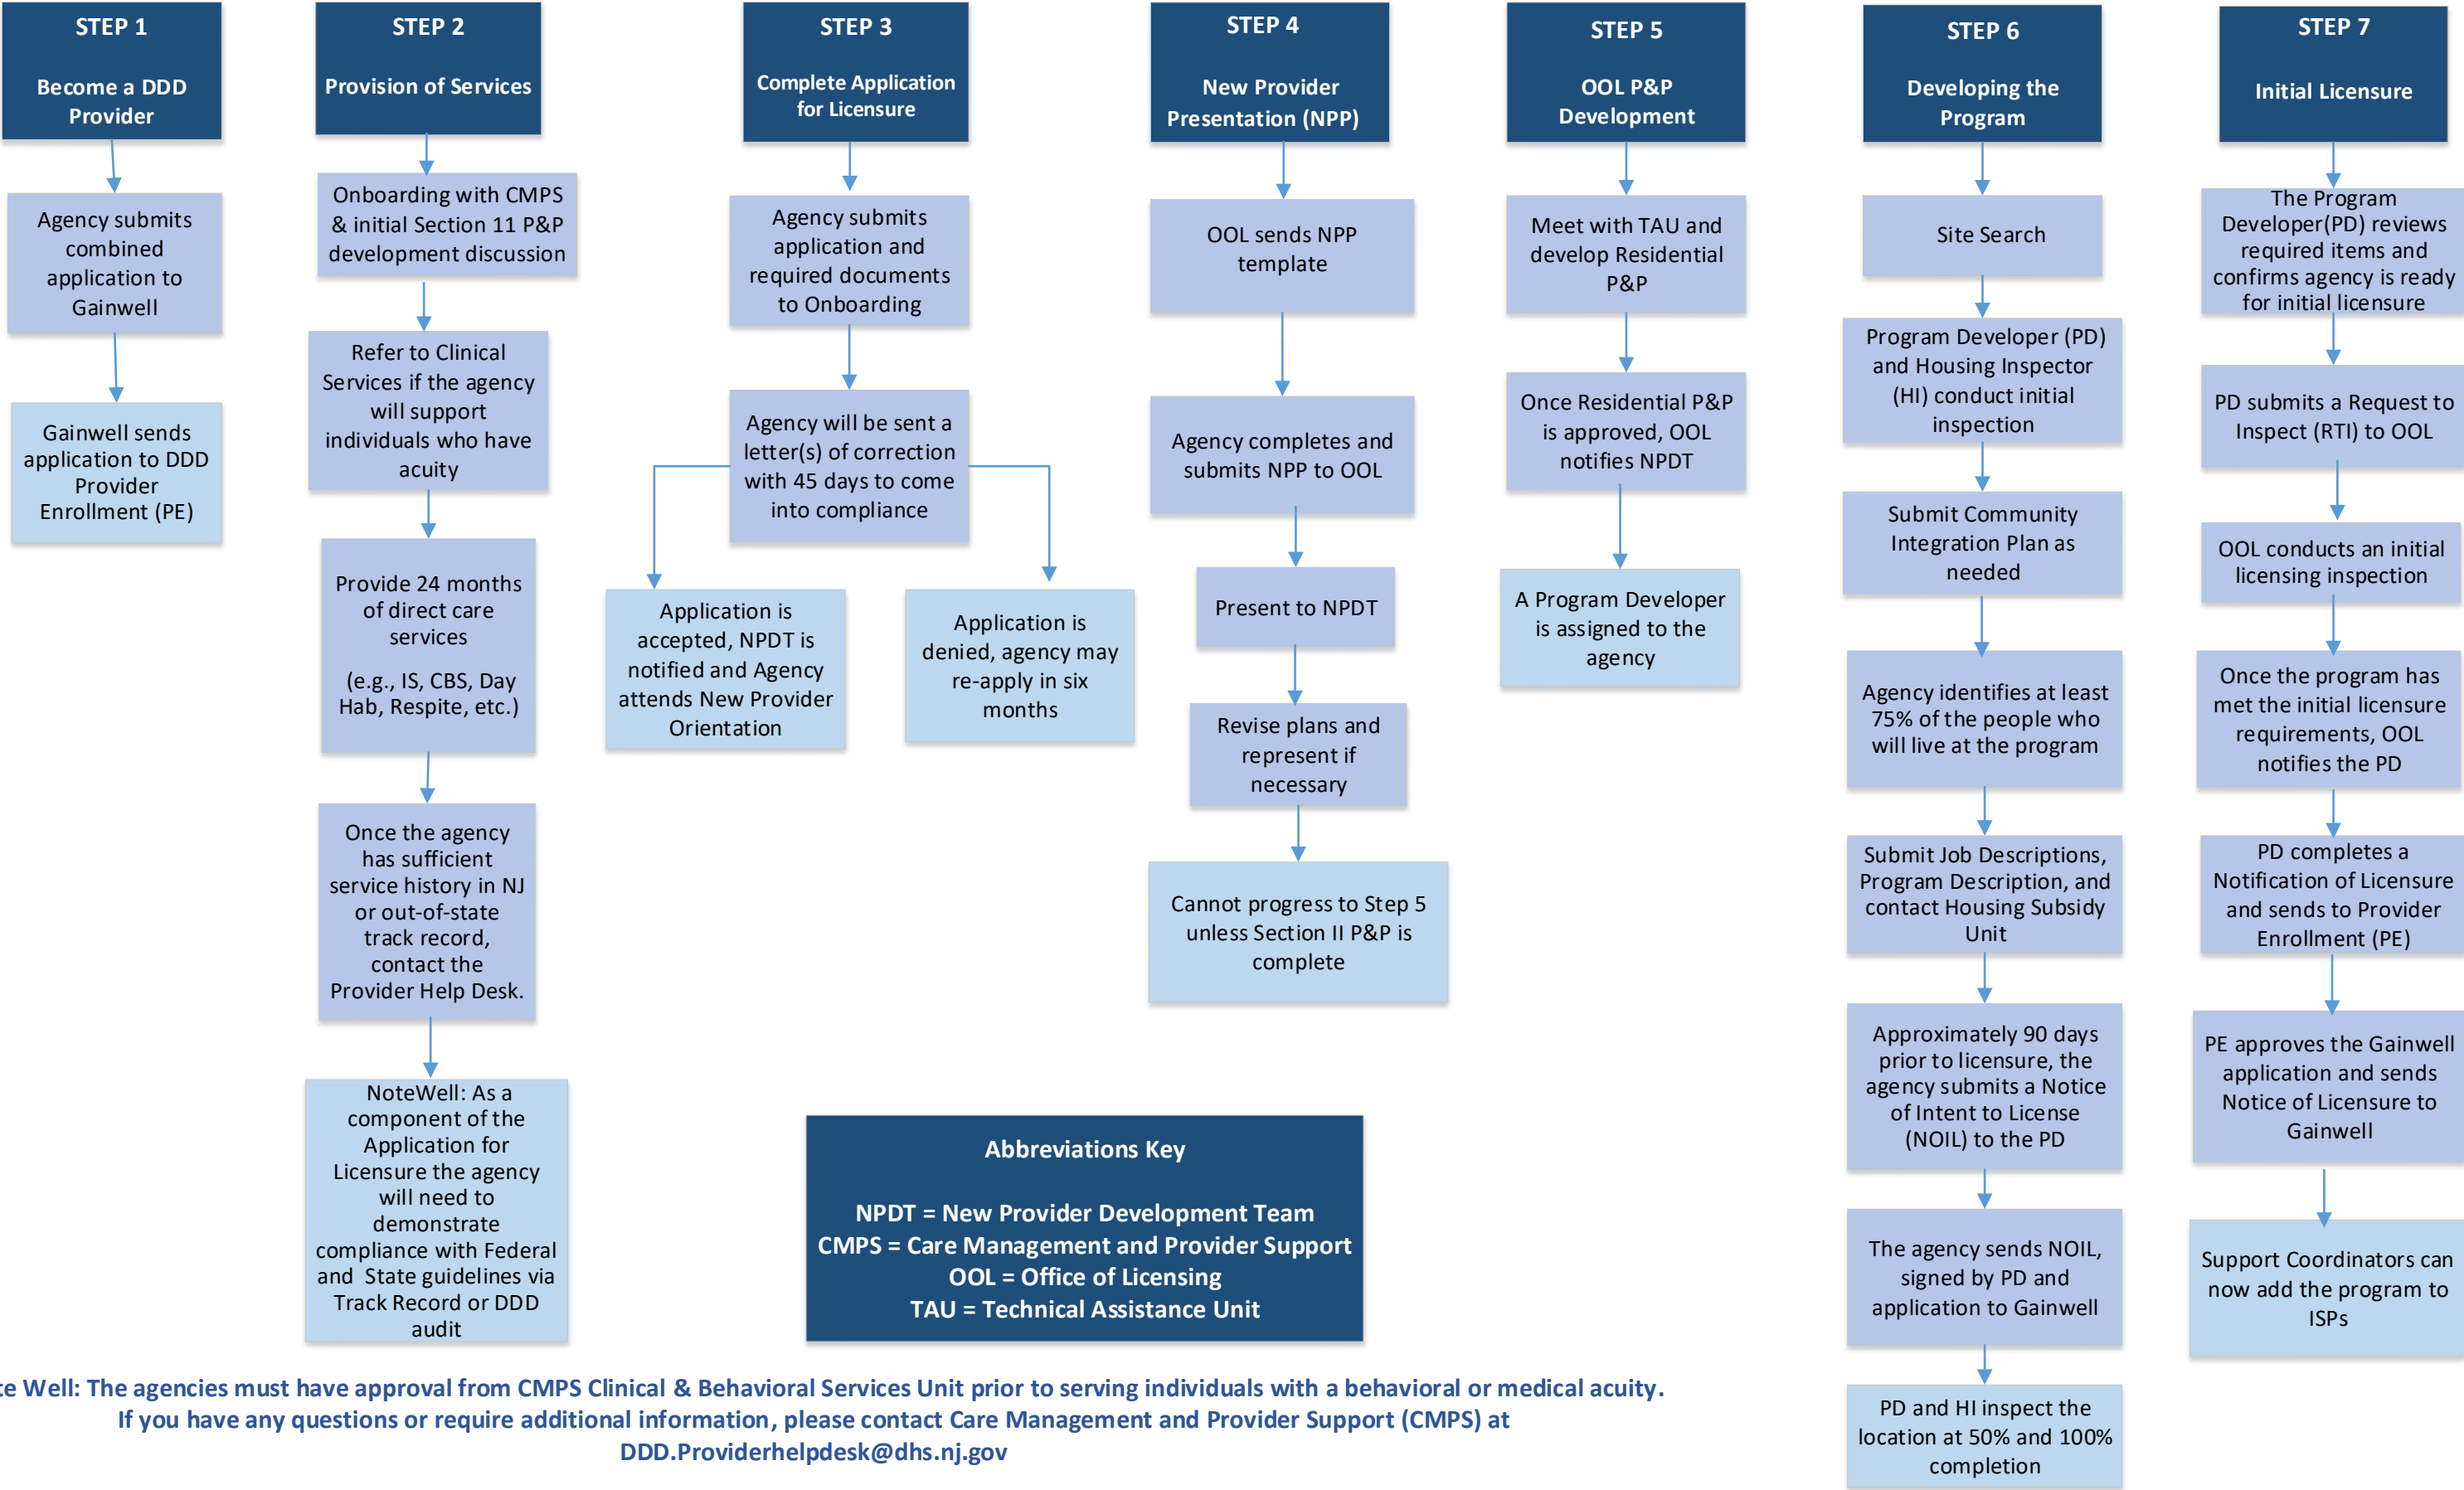 STEP 1
Become a DDD
Provider
Agency submits
combined
application to
Gainwell
Gainwell sends
application to DDD
Provider
Enrollment (PE)
STEP 2
Provision of Services
Onboarding with CMPS
& initial Section 11 P&P
development discussion
Refer to Clinical
Services if the agency
will support
individuals who have
acuity
Provide 24 months
of direct care
services
(e.g., IS, CBS, Day
Hab, Respite, etc.)
Once the agency
has sufficient
service history in NJ
or out-of-state
track record,
contact the
Provider Help Desk.
NoteWell: As a
component of the
Application for
Licensure the agency
will need to
demonstrate
compliance with Federal
and State guidelines via
Track Record or DDD
audit
STEP 3
Complete Application
for Licensure
Agency submits
application and
required documents
to Onboarding
Agency will be sent a
letter(s) of correction
with 45 days to come
into compliance
Application is
accepted, NPDT is
notified and Agency
attends New Provider
Orientation
Application is
denied, agency may
re-apply in six
months
STEP 4
New Provider
Presentation (NPP)
OOL sends NPP
template
Agency completes and
submits NPP to OOL
Present to NPDT
Revise plans and
represent if
necessary
Cannot progress to Step 5
unless Section II P&P is
complete
STEP 5
OOL P&P
Development
Meet with TAU and
develop Residential
P&P
Once Residential P&P
is approved, OOL
notifies NPDT
A Program Developer
is assigned to the
agency
STEP 6
Developing the
Program
Site Search
Program Developer (PD)
and Housing Inspector
(HI) conduct initial
inspection
Submit Community
Integration Plan as
needed
Agency identifies at least
75% of the people who
will live at the program
Submit Job Descriptions,
Program Description, and
contact Housing Subsidy
Unit
Approximately 90 days
prior to licensure, the
agency submits a Notice
of Intent to License
(NOIL) to the PD
The agency sends NOIL,
signed by PD and
application to Gainwell
PD and HI inspect the
location at 50% and 100%
completion
STEP 7
Initial Licensure
The Program
Developer(PD) reviews
required items and
confirms agency is ready
for initial licensure
PD submits a Request to
Inspect (RTI) to OOL
OOL conducts an initial
licensing inspection
Once the program has
met the initial licensure
requirements, OOL
notifies the PD
PD completes a
Notification of Licensure
and sends to Provider
Enrollment (PE)
PE approves the Gainwell
application and sends
Notice of Licensure to
Gainwell
Support Coordinators can
now add the program to
ISPs
Abbreviations Key
NPDT = New Provider Development Team
CMPS = Care Management and Provider Support
OOL = Office of Licensing
TAU = Technical Assistance Unit
te Well: The agencies must have approval from CMPS Clinical & Behavioral Services Unit prior to serving individuals with a behavioral or medical acuity.
If you have any questions or require additional information, please contact Care Management and Provider Support (CMPS) at
DDD.Providerhelpdesk@dhs.nj.gov